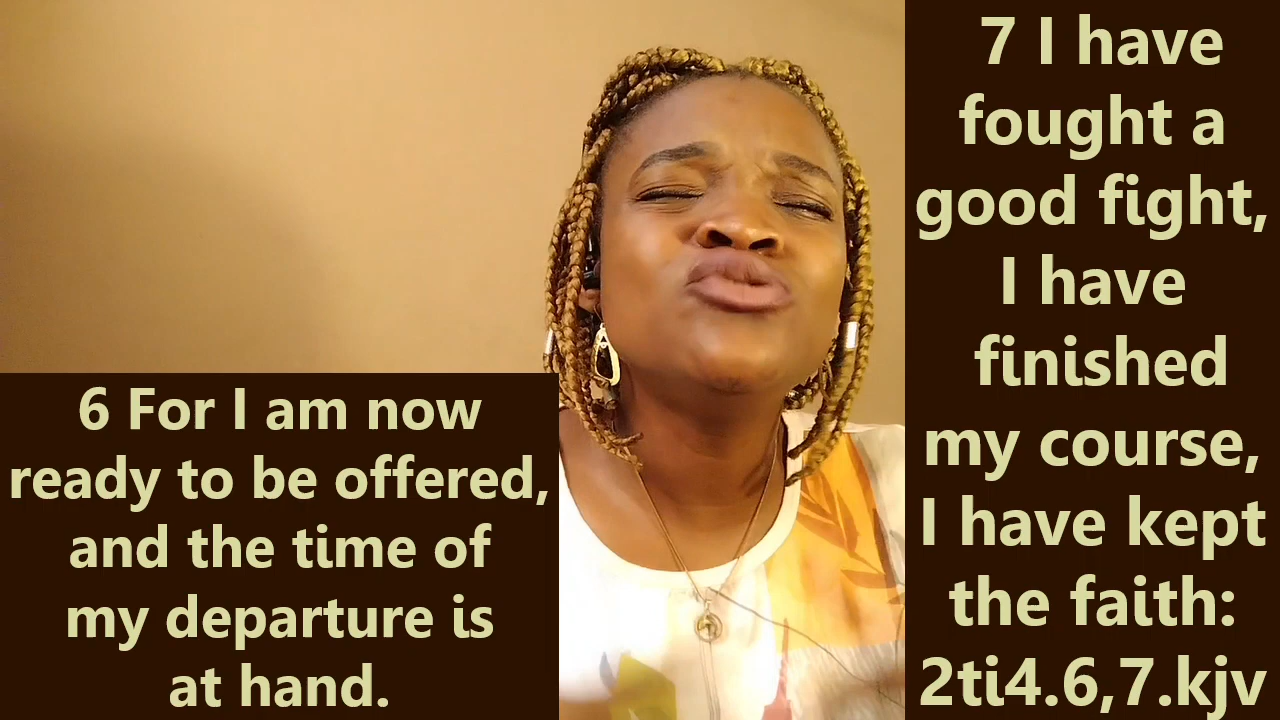 6 For I am now
ready to be offered,
and the time of
my departure is
at hand.
7 I have
fought a
good fight,
I have
finished
my course,
I have kept
the faith:
2ti4.6,7.kjv